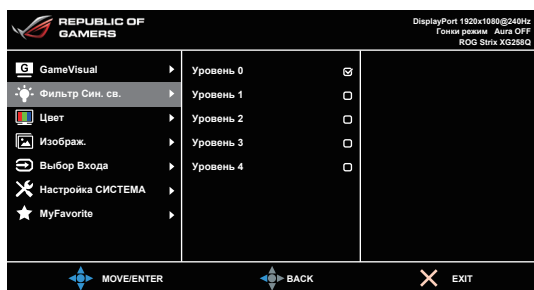 REPUBLIC OF
GAMERS
DisplayPort 1920x1080@240Hz
Гонки режим Aura OFF
ROG Strix XG258Q
G GameVisual
Уровень 0
Фильтр Син. св.
Уровень 1
Цвет
Уровень 2
Изображ.
Уровень 3
Выбор Входа
Уровень 4
Настройка СИСТЕМА
MyFavorite
MOVE/ENTER
BACK
EXIT